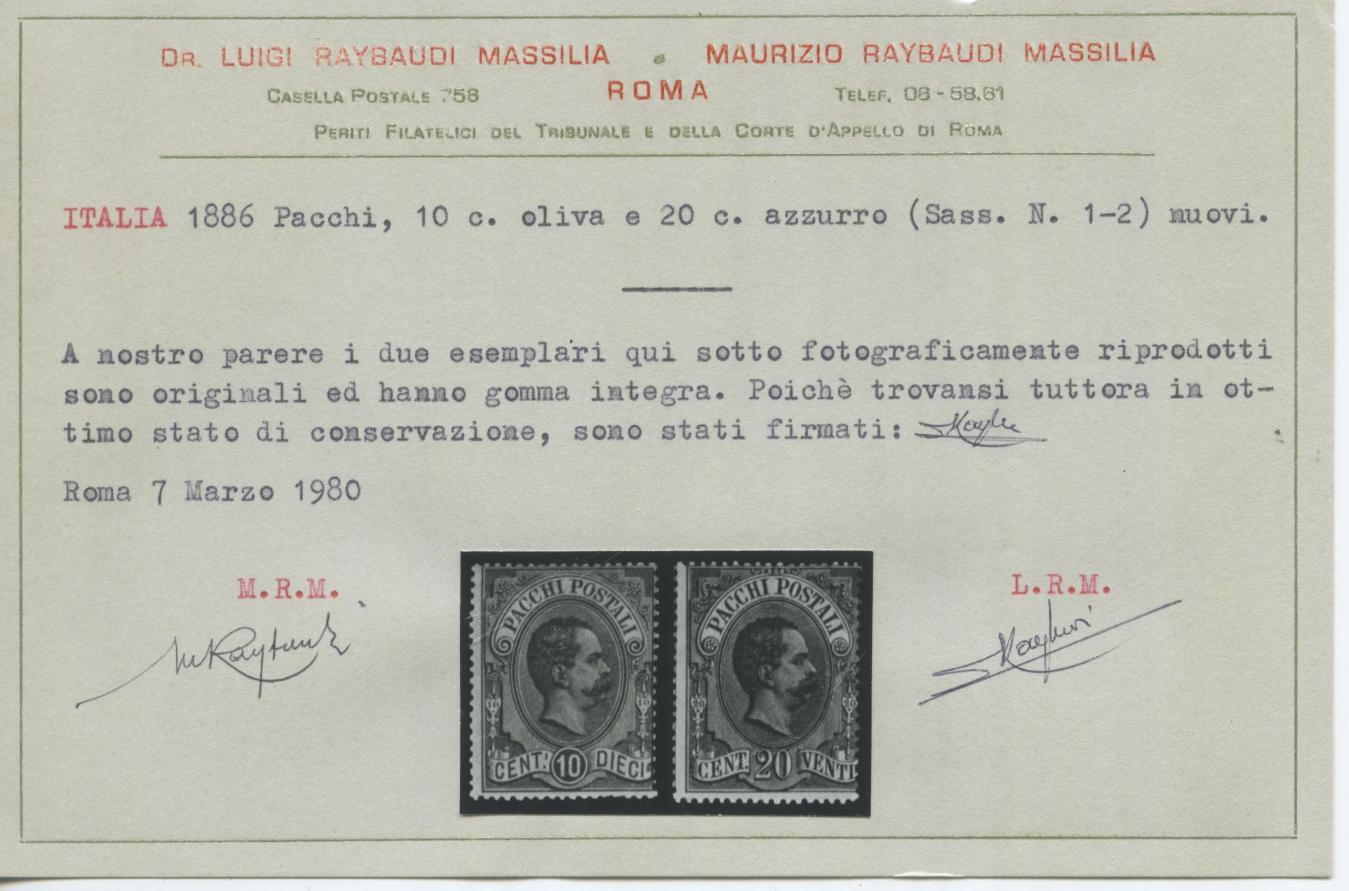 DR. LUIGI RAYBAUDI MASSILIA • MAURIZIO RAYBAUDI MASSILIA
CASELLA POSTALE 758 ROMA TELEF. 06 - 58.61
PERITI FILATELICI DEL TRIBUNALE E DELLA CORTE D'APPELLO DI ROMA
ITALIA 1886 Pacchi, 10 c. oliva e 20 c. azzurro (Sass. N. 1-2) nuovi.
A nostro parere i due esemplari qui sotto fotograficamente riprodotti
sono originali ed hanno gomma integra. Poichè trovansi tuttora in ot-
timo stato di conservazione, sono stati firmati:
Roma 7 Marzo 1980
M.R.M. L.R.M.
PACCHI POSTALI PACCHI POSTALI
CENT. 10 DIECI CENT. 20 VENTI